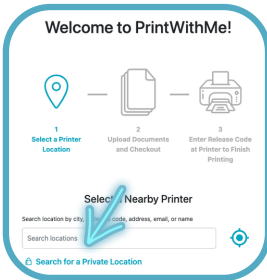 Welcome to PrintWithMe!
1
Select a Printer
Location
2
Upload Documents
and Checkout
3
Enter Release Code
at Printer to Finish
Printing
Select Nearby Printer
Search location by city, code, address, email, or name
Search locations
Search for a Private Location